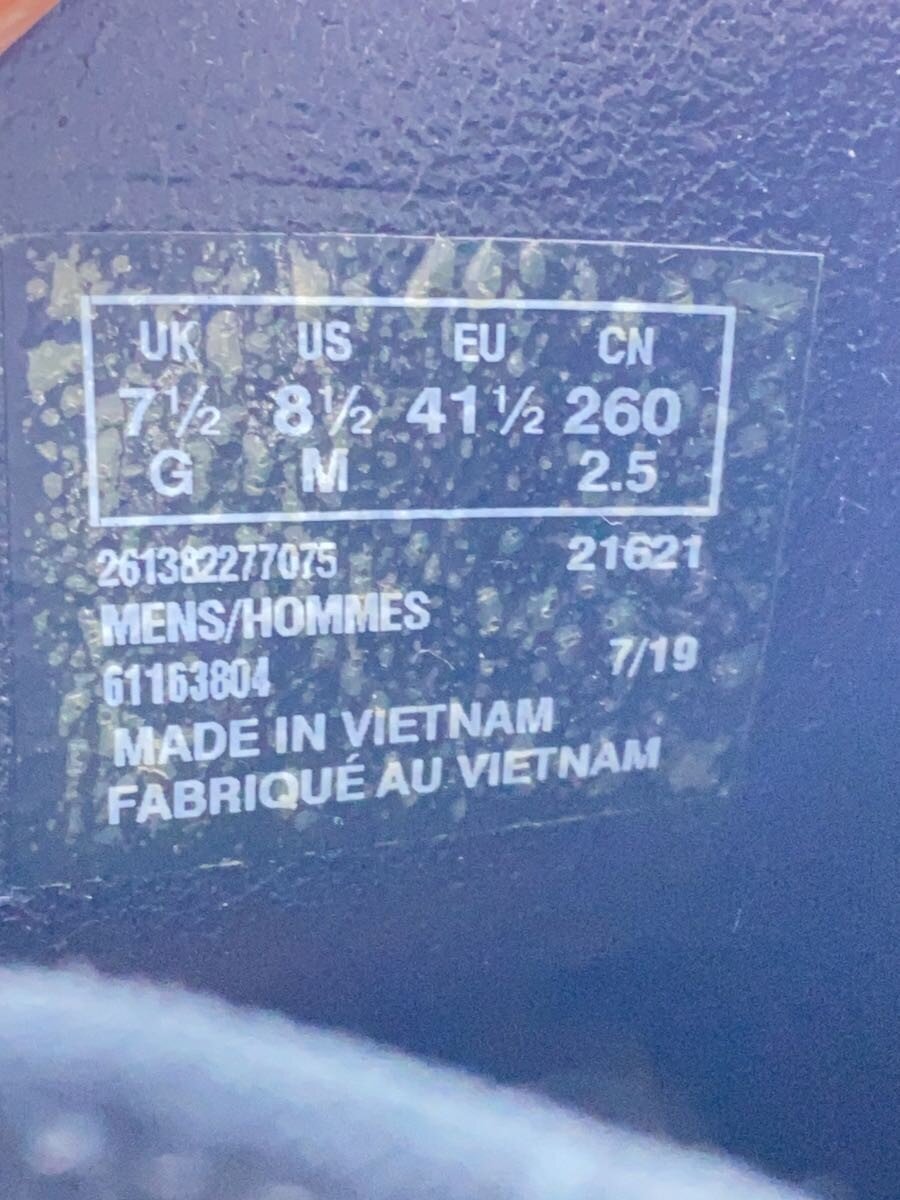 UK US EU CN
7½ 8½ 41½ 260
G M 2.5
261382277075 21621
MENS/HOMMES
61163804 7/19
MADE IN VIETNAM
FABRIQUÉ AU VIETNAM